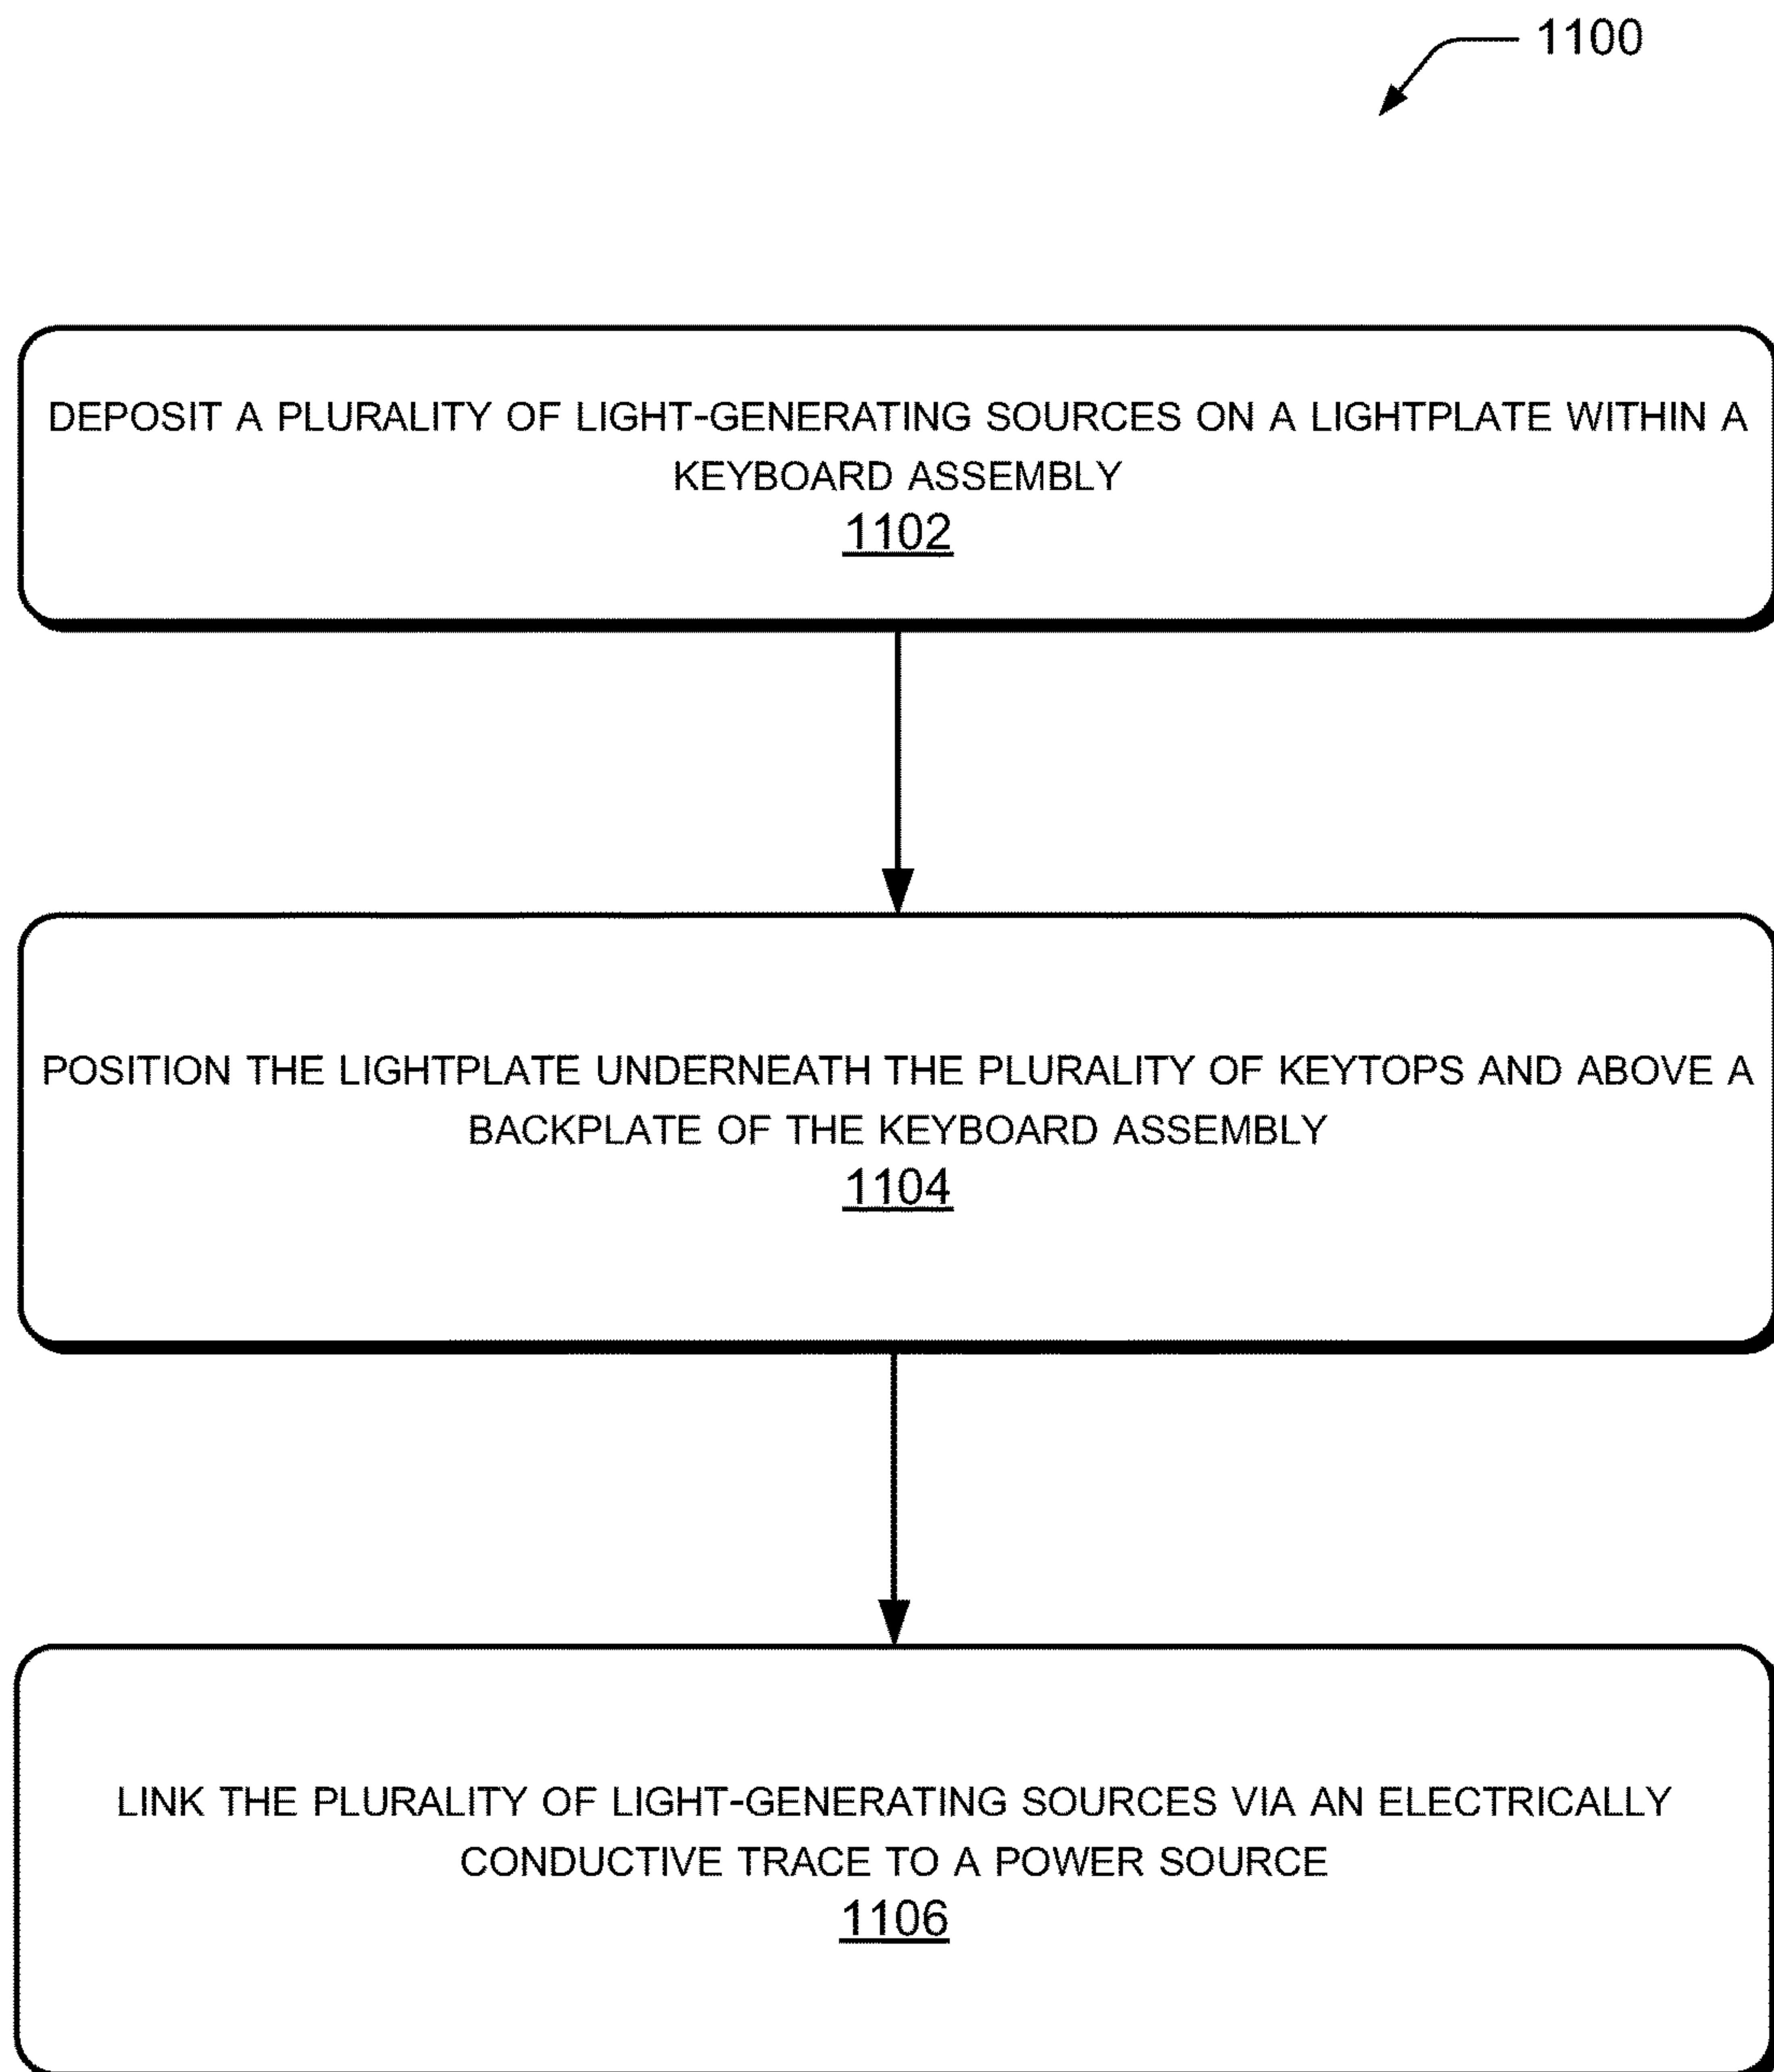 1100
DEPOSIT A PLURALITY OF LIGHT-GENERATING SOURCES ON A LIGHTPLATE WITHIN A
KEYBOARD ASSEMBLY
1102
POSITION THE LIGHTPLATE UNDERNEATH THE PLURALITY OF KEYTOPS AND ABOVE A
BACKPLATE OF THE KEYBOARD ASSEMBLY
1104
LINK THE PLURALITY OF LIGHT-GENERATING SOURCES VIA AN ELECTRICALLY
CONDUCTIVE TRACE TO A POWER SOURCE
1106